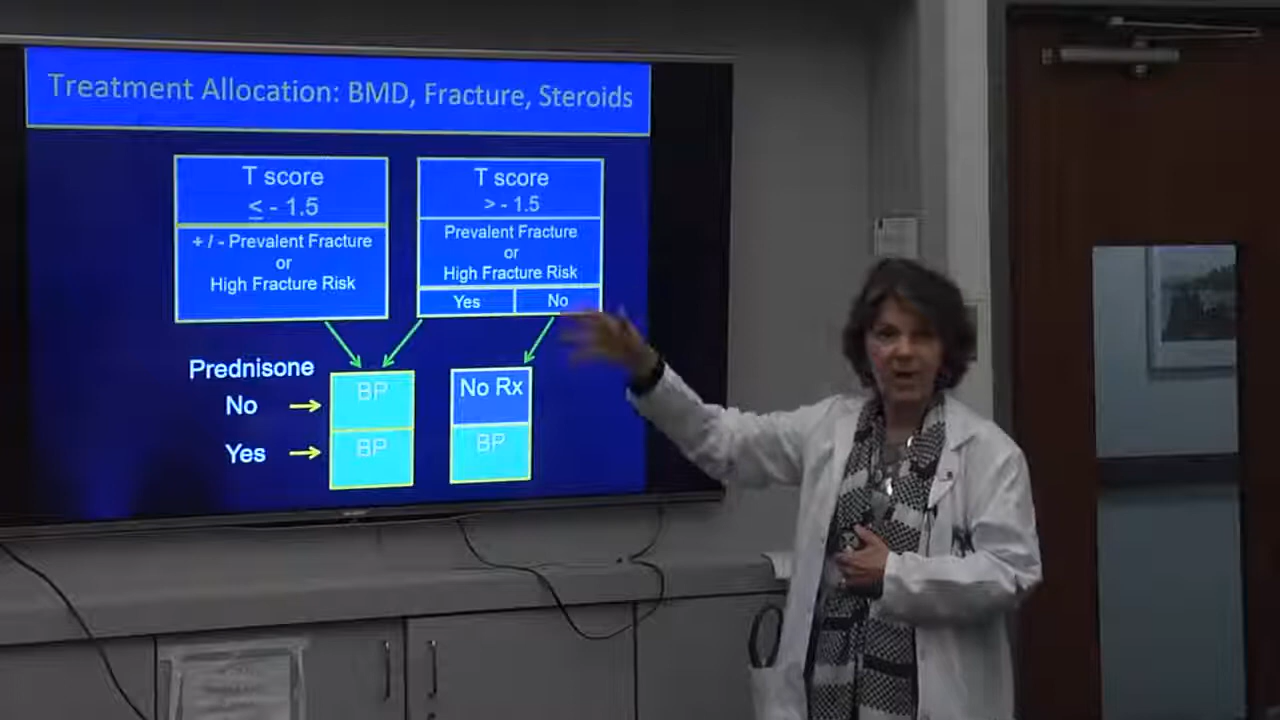 Treatment Allocation: BMD, Fracture, Steroids
T score
≤ - 1.5
+ / - Prevalent Fracture
or
High Fracture Risk
T score
> - 1.5
Prevalent Fracture
or
High Fracture Risk
Yes No
Prednisone
No
Yes
BP
BP
No Rx
BP